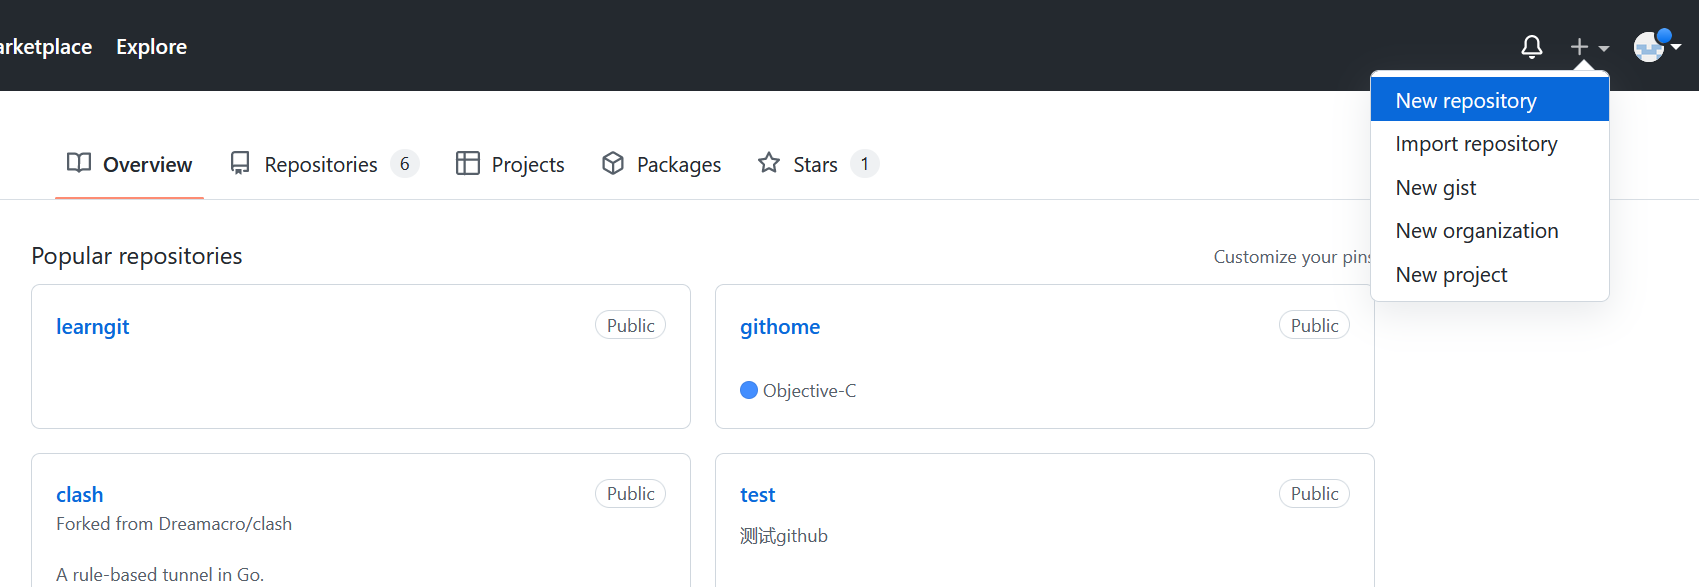 arketplace Explore
New repository
Import repository
New gist
New organization
New project
Overview Repositories 6 Projects Packages Stars 1
Popular repositories
Customize your pins
learngit Public
githome Public
Objective-C
clash Public
Forked from Dreamacro/clash
A rule-based tunnel in Go.
test Public
测试github